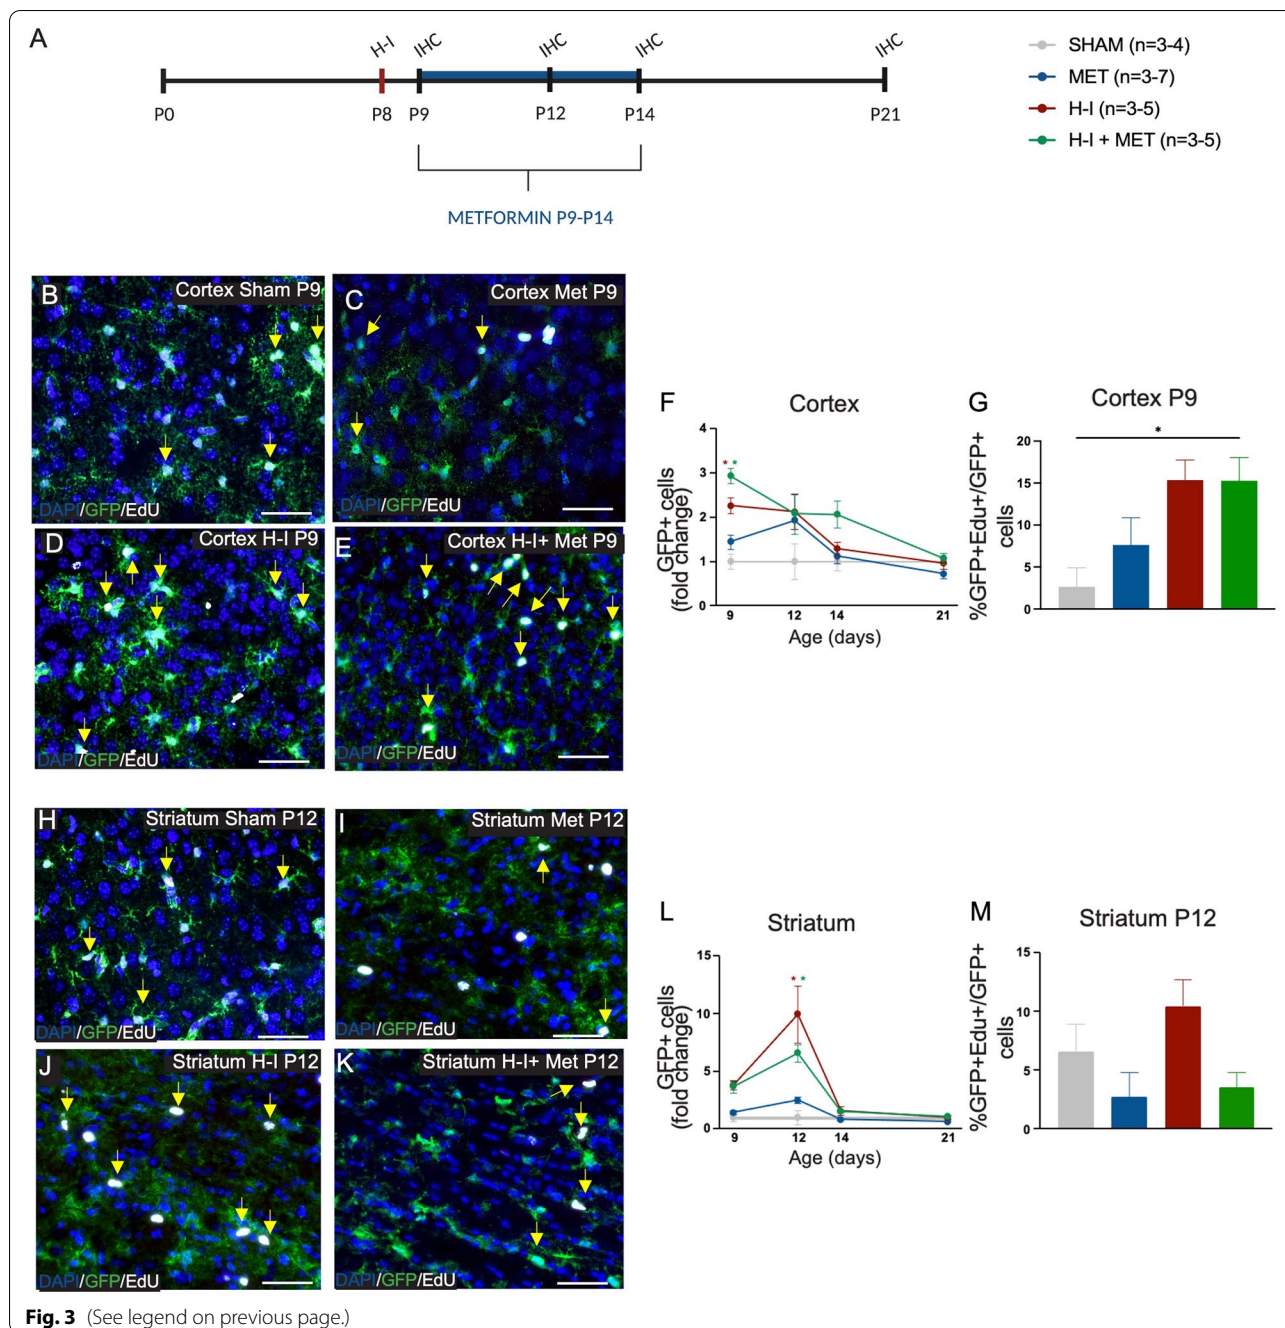 A
H-I
IHC
IHC
IHC
IHC
P0
P8
P9
P12
P14
P21
METFORMIN P9-P14
SHAM (n=3-4)
MET (n=3-7)
H-I (n=3-5)
H-I + MET (n=3-5)
B
Cortex Sham P9
DAPI/GFP/EdU
C
Cortex Met P9
DAPI/GFP/EdU
D
Cortex H-I P9
DAPI/GFP/EdU
E
Cortex H-I+ Met P9
DAPI/GFP/EdU
F
Cortex
GFP+ cells
(fold change)
4
3
2
1
0
* *
9
12
14
21
Age (days)
G
Cortex P9
%GFP+Edu+/GFP+
cells
20
15
10
5
0
*
H
Striatum Sham P12
DAPI/GFP/EdU
I
Striatum Met P12
DAPI/GFP/EdU
J
Striatum H-I P12
DAPI/GFP/EdU
K
Striatum H-I+ Met P12
DAPI/GFP/EdU
L
Striatum
GFP+ cells
(fold change)
15
10
5
0
* *
9
12
14
21
Age (days)
M
Striatum P12
%GFP+Edu+/GFP+
cells
15
10
5
0
Fig. 3 (See legend on previous page.)